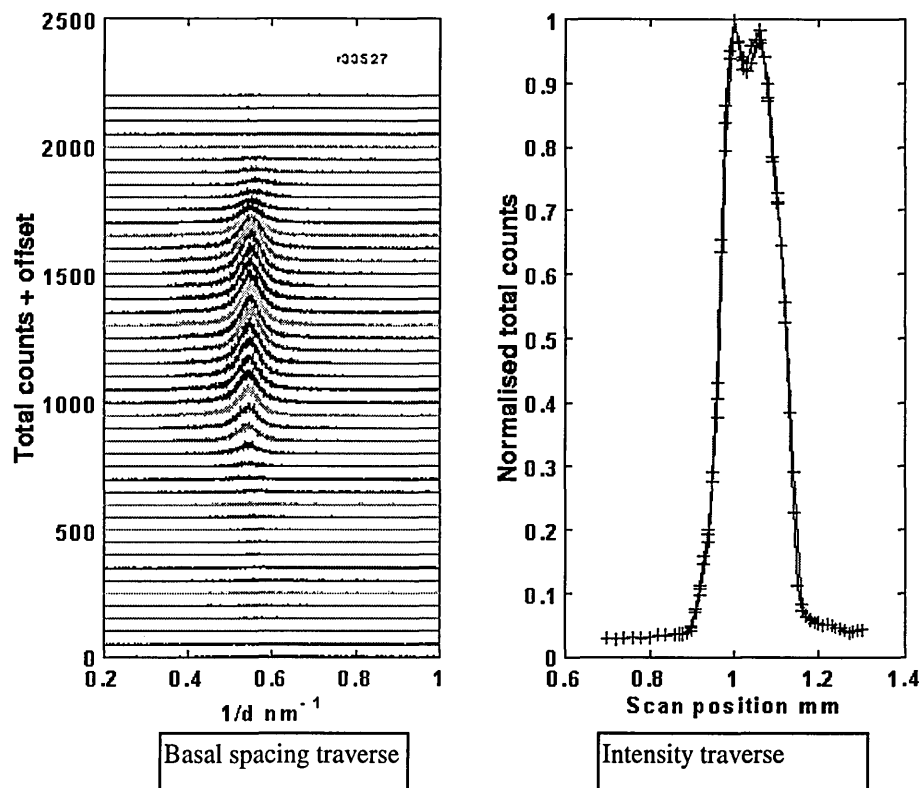 2500
2000
1500
1000
500
0
Total counts + offset
r33S27
0.2 0.4 0.6 0.8 1
1/d nm-1
Basal spacing traverse
1
0.9
0.8
0.7
0.6
0.5
0.4
0.3
0.2
0.1
0
Normalised total counts
0.6 0.8 1 1.2 1.4
Scan position mm
Intensity traverse